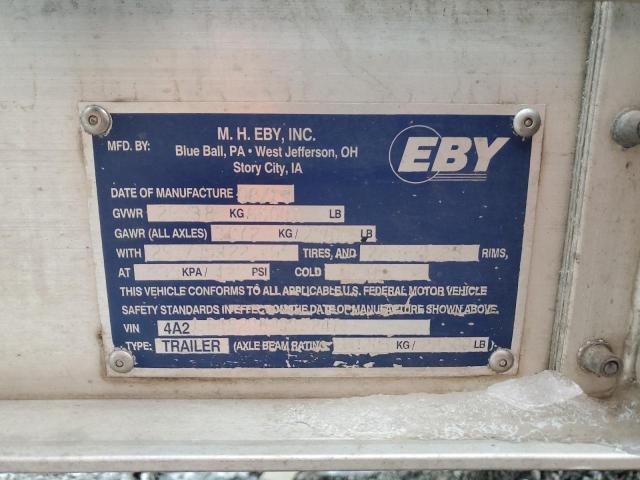 MFD. BY:
M. H. EBY, INC.
Blue Ball, PA • West Jefferson, OH
Story City, IA
EBY
DATE OF MANUFACTURE
GVWR KG/ LB
GAWR (ALL AXLES) KG/ LB
WITH TIRES, AND RIMS,
AT KPA/ PSI COLD
THIS VEHICLE CONFORMS TO ALL APPLICABLE U.S. FEDERAL MOTOR VEHICLE
SAFETY STANDARDS IN EFFECT ON THE DATE OF MANUFACTURE SHOWN ABOVE.
VIN 4A2
TYPE: TRAILER (AXLE BEAM RATING KG/ LB)